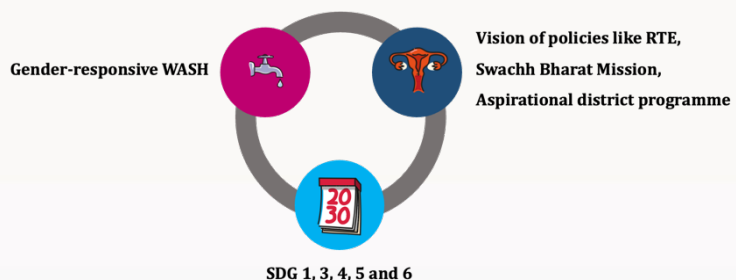 Gender-responsive WASH
Vision of policies like RTE,
Swachh Bharat Mission,
Aspirational district programme
20
30
SDG 1, 3, 4, 5 and 6